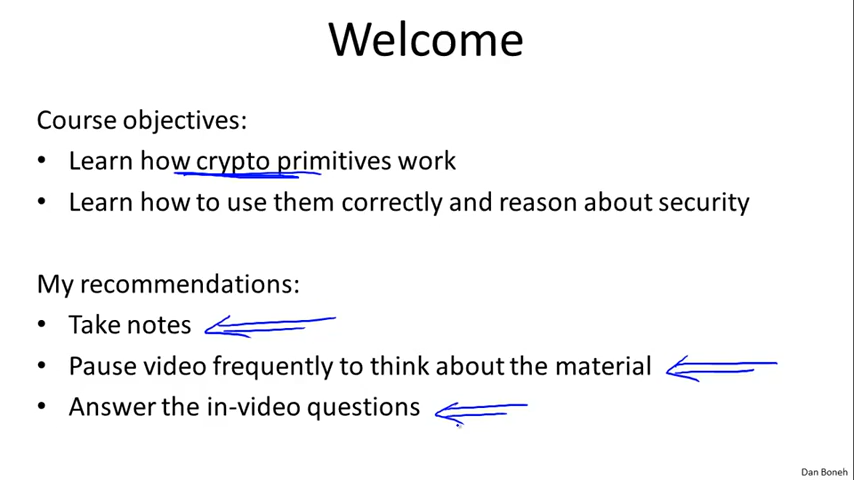 Welcome
Course objectives:
• Learn how crypto primitives work
• Learn how to use them correctly and reason about security
My recommendations:
• Take notes
• Pause video frequently to think about the material
• Answer the in-video questions
Dan Boneh